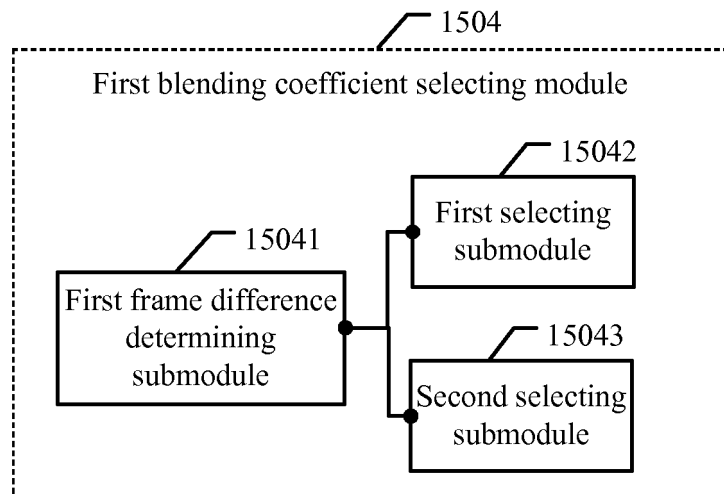 1504
First blending coefficient selecting module
15042
First selecting
submodule
15041
First frame difference
determining
submodule
15043
Second selecting
submodule